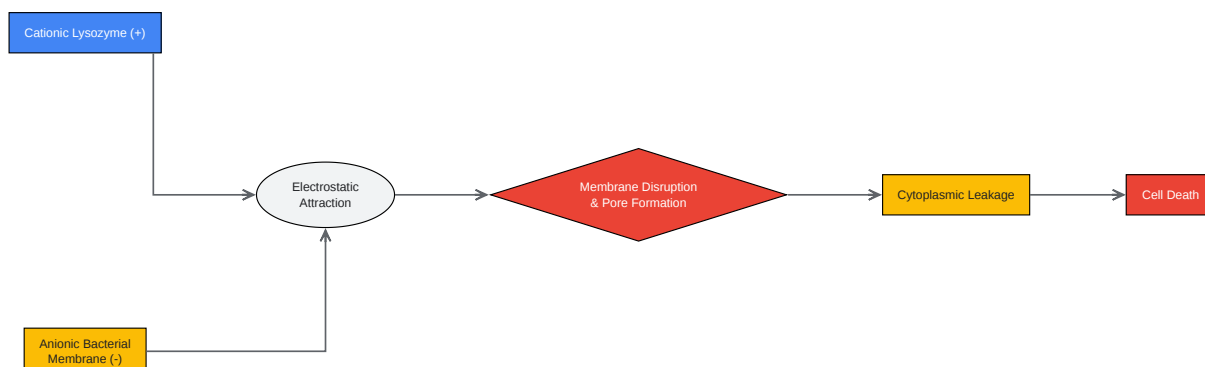 Cationic Lysozyme (+)
Electrostatic
Attraction
Membrane Disruption
& Pore Formation
Cytoplasmic Leakage
Cell Death
Anionic Bacterial
Membrane (-)